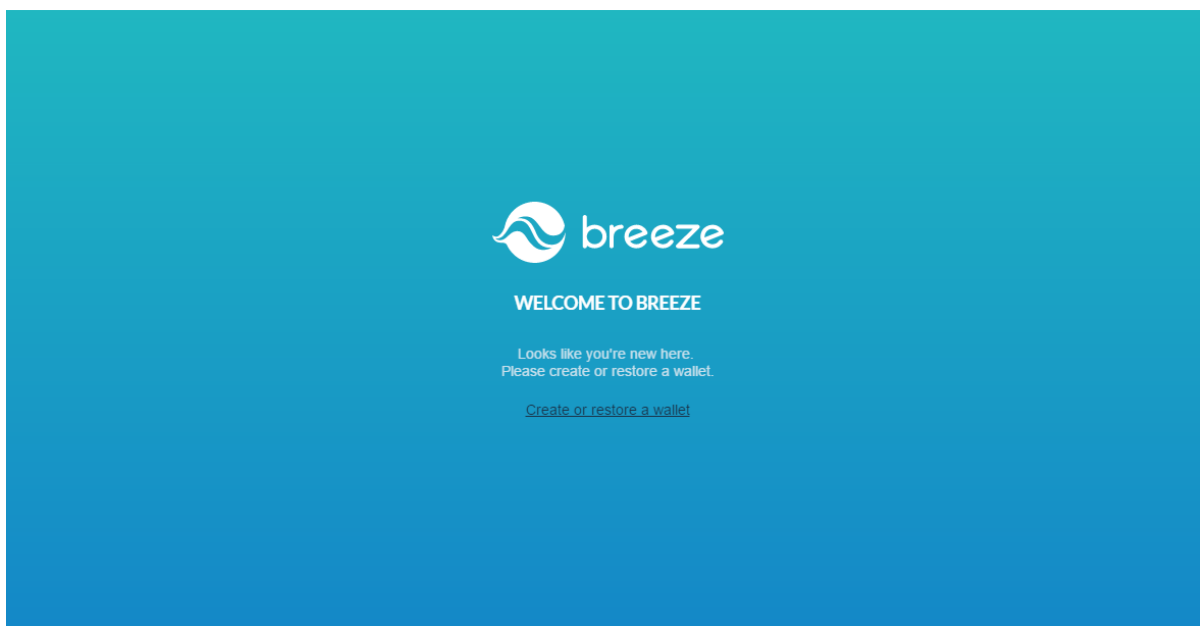 breeze
WELCOME TO BREEZE
Looks like you're new here.
Please create or restore a wallet.
Create or restore a wallet